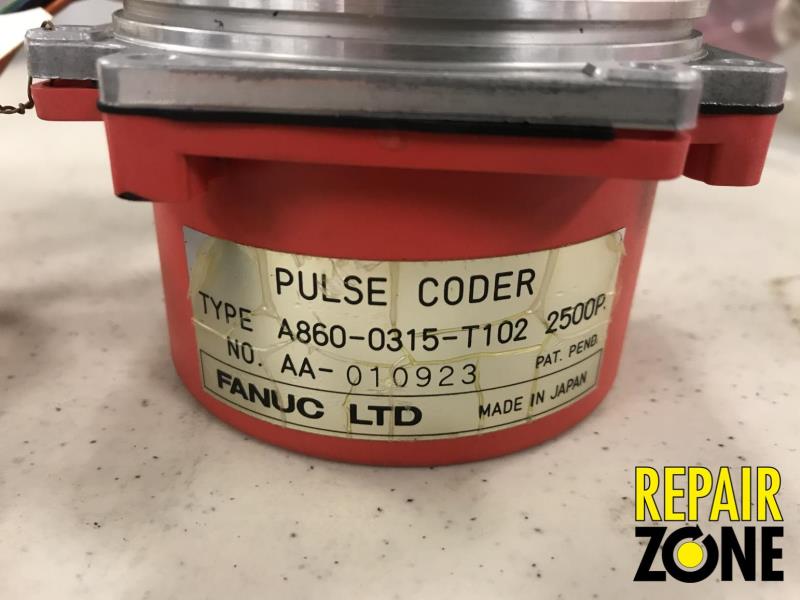 PULSE CODER
TYPE A860-0315-T102 2500P.
NO. AA-010923 PAT. PEND.
FANUC LTD MADE IN JAPAN
REPAIR
ZONE